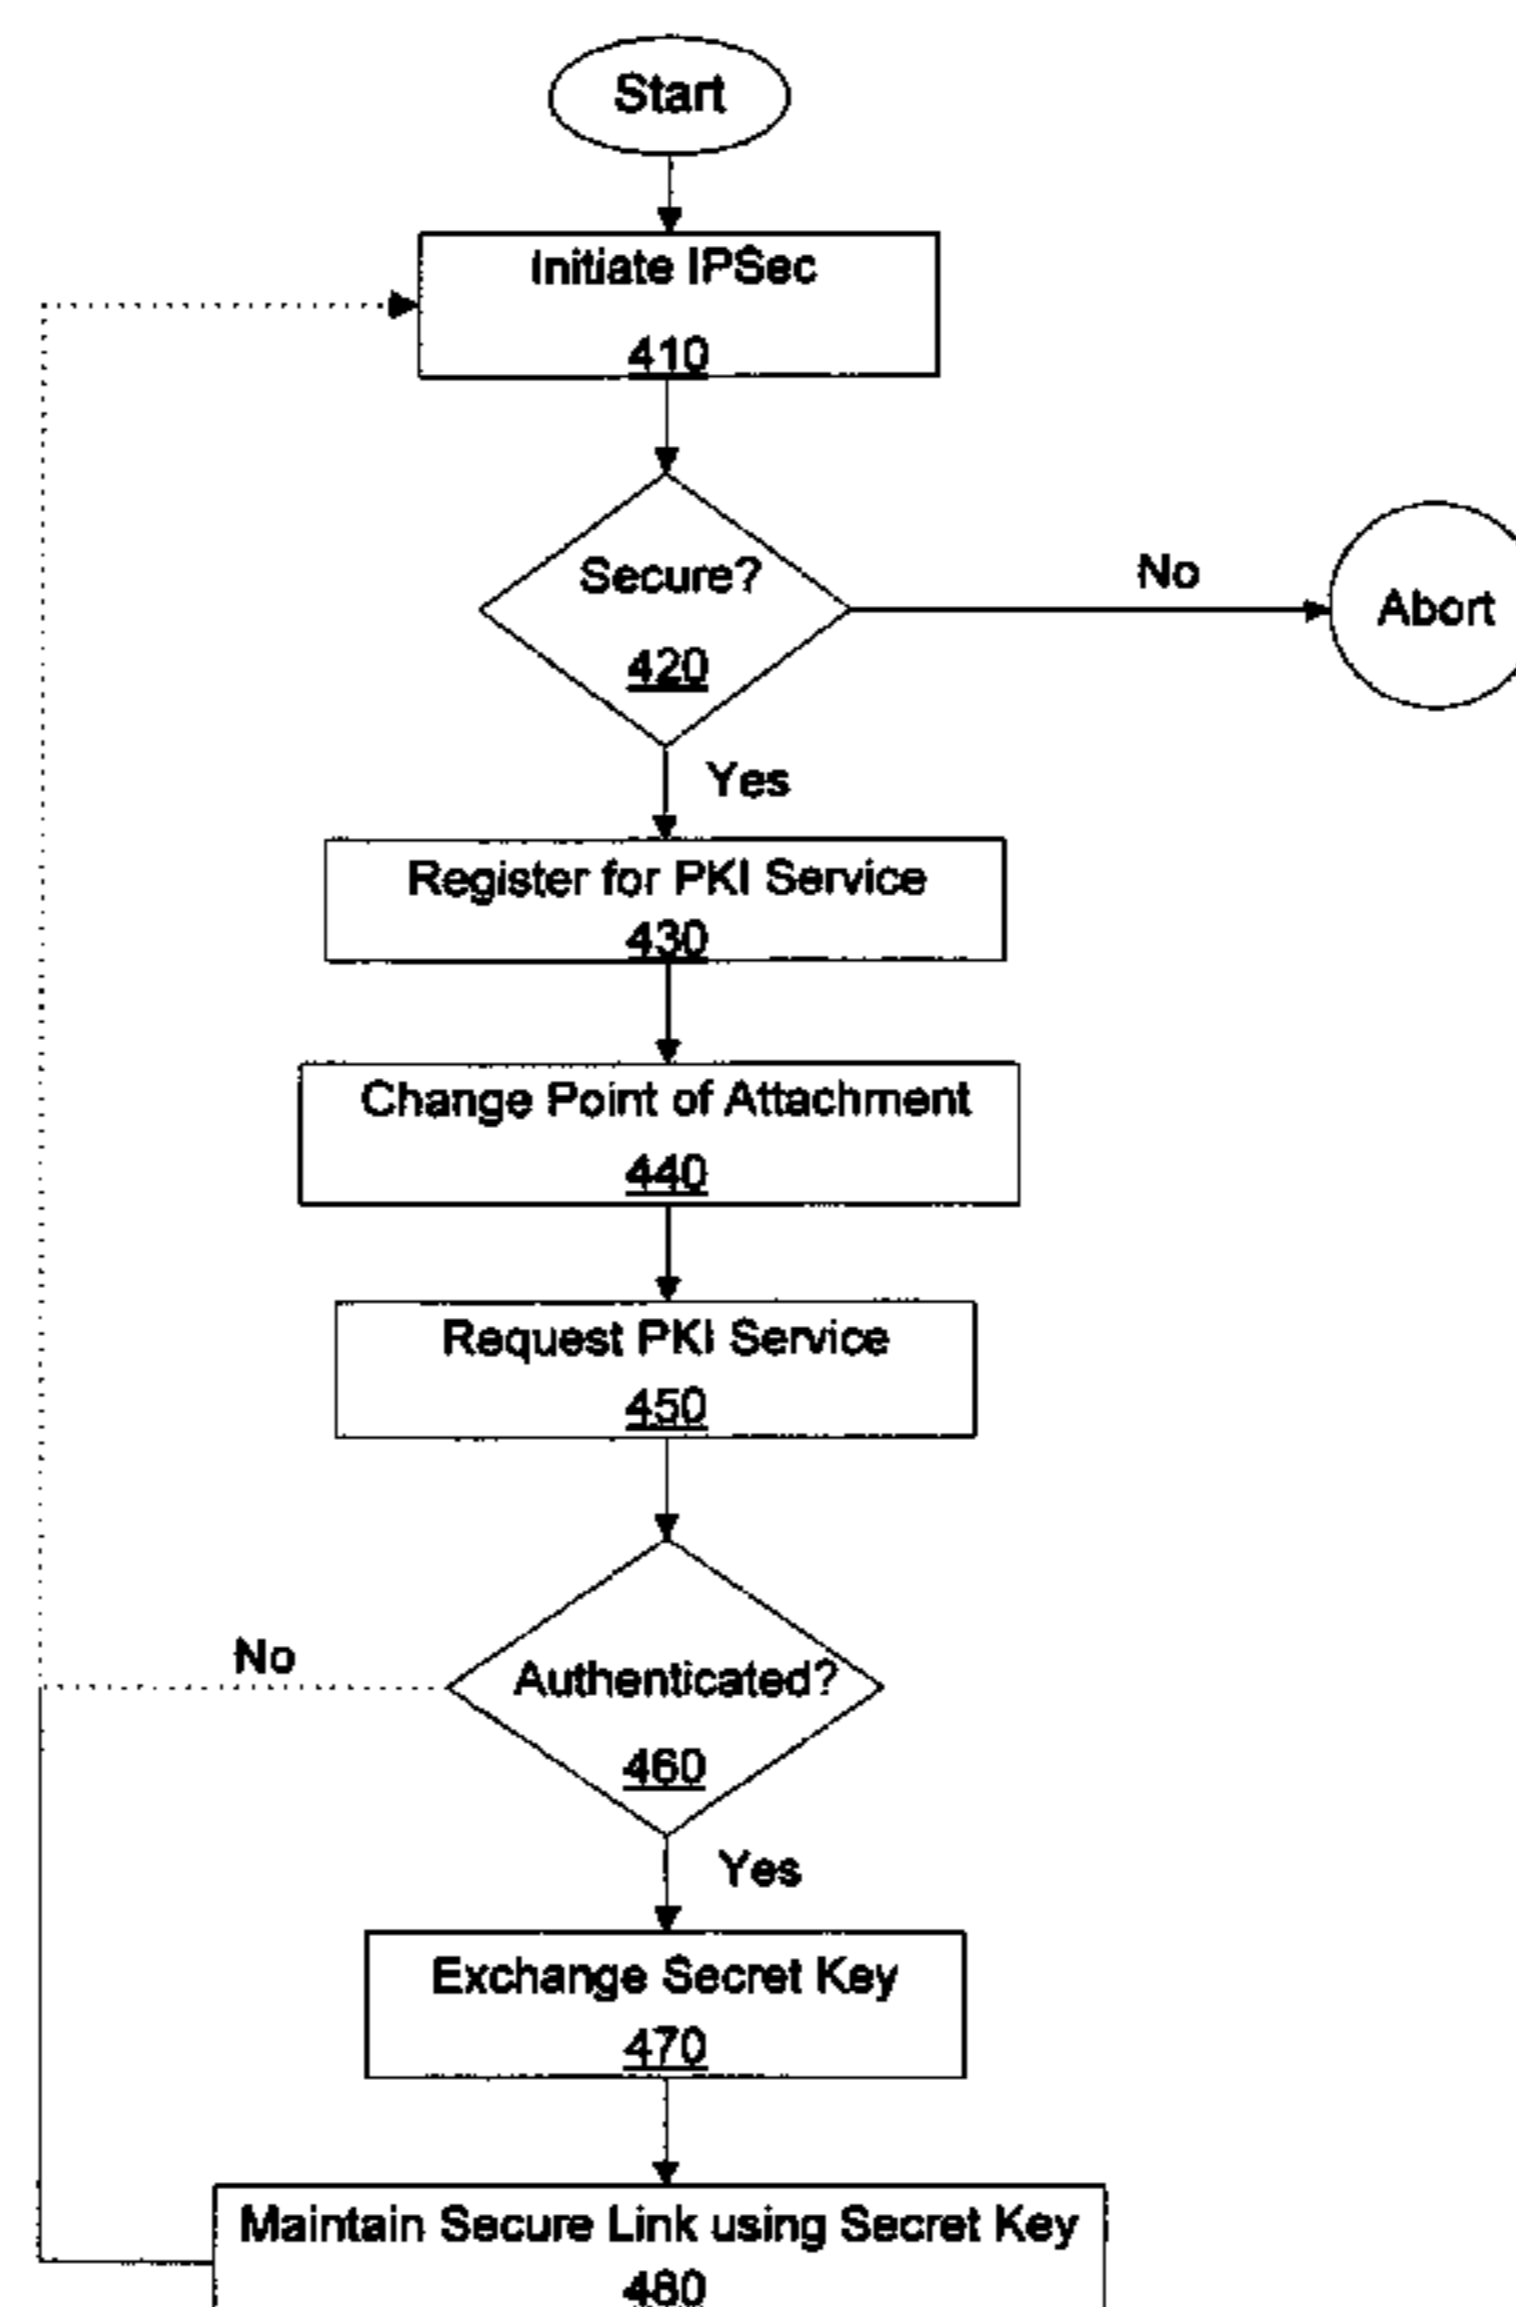 Start
Initiate IPSec
410
Secure?
420
No
Abort
Yes
Register for PKI Service
430
Change Point of Attachment
440
Request PKI Service
450
No
Authenticated?
460
Yes
Exchange Secret Key
470
Maintain Secure Link using Secret Key
480